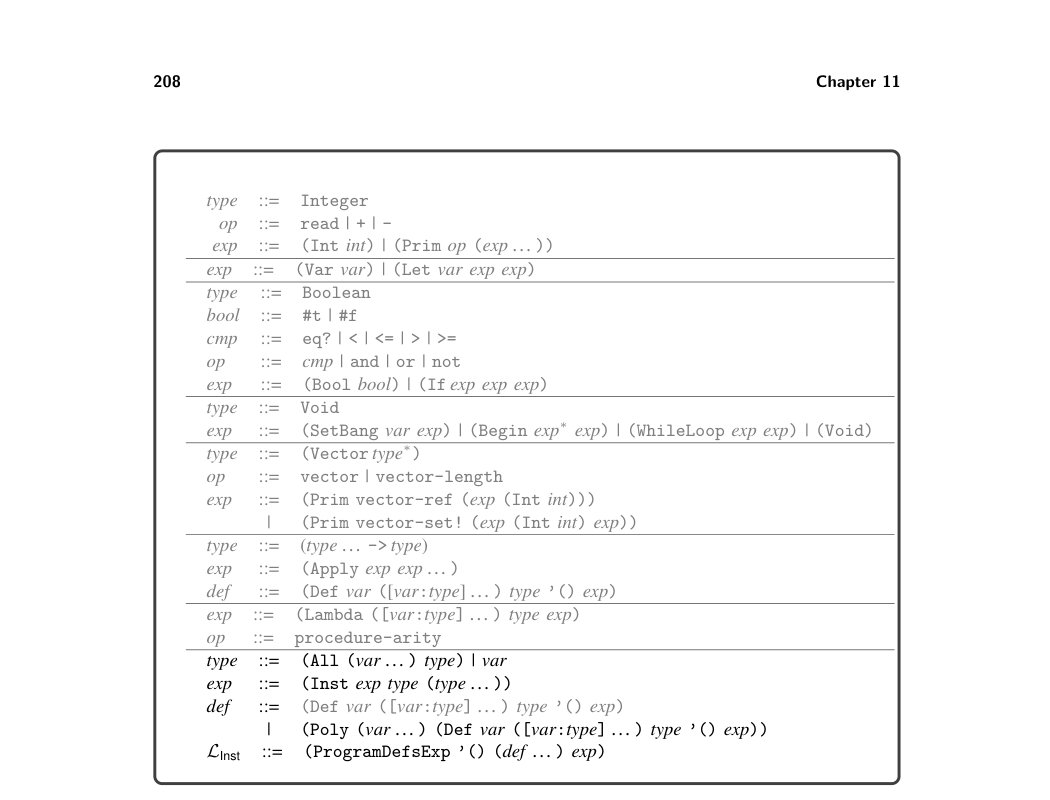 208 Chapter 11
type ::= Integer
op ::= read | + | -
exp ::= (Int int) | (Prim op (exp … ))
exp ::= (Var var) | (Let var exp exp)
type ::= Boolean
bool ::= #t | #f
cmp ::= eq? | < | <= | > | >=
op ::= cmp | and | or | not
exp ::= (Bool bool) | (If exp exp exp)
type ::= Void
exp ::= (SetBang var exp) | (Begin exp* exp) | (WhileLoop exp exp) | (Void)
type ::= (Vector type*)
op ::= vector | vector-length
exp ::= (Prim vector-ref (exp (Int int)))
| (Prim vector-set! (exp (Int int) exp))
type ::= (type … -> type)
exp ::= (Apply exp exp … )
def ::= (Def var ([var:type] … ) type '() exp)
exp ::= (Lambda ([var:type] … ) type exp)
op ::= procedure-arity
type ::= (All (var … ) type) | var
exp ::= (Inst exp type (type … ))
def ::= (Def var ([var:type] … ) type '() exp)
| (Poly (var … ) (Def var ([var:type] … ) type '() exp))
ℒInst ::= (ProgramDefsExp '() (def … ) exp)